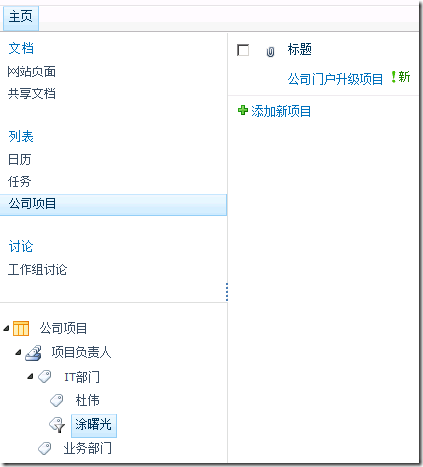 主页
文档
网站页面
共享文档
列表
日历
任务
公司项目
讨论
工作组讨论
公司项目
项目负责人
IT部门
杜伟
涂曙光
业务部门
标题
公司门户升级项目 !新
添加新项目